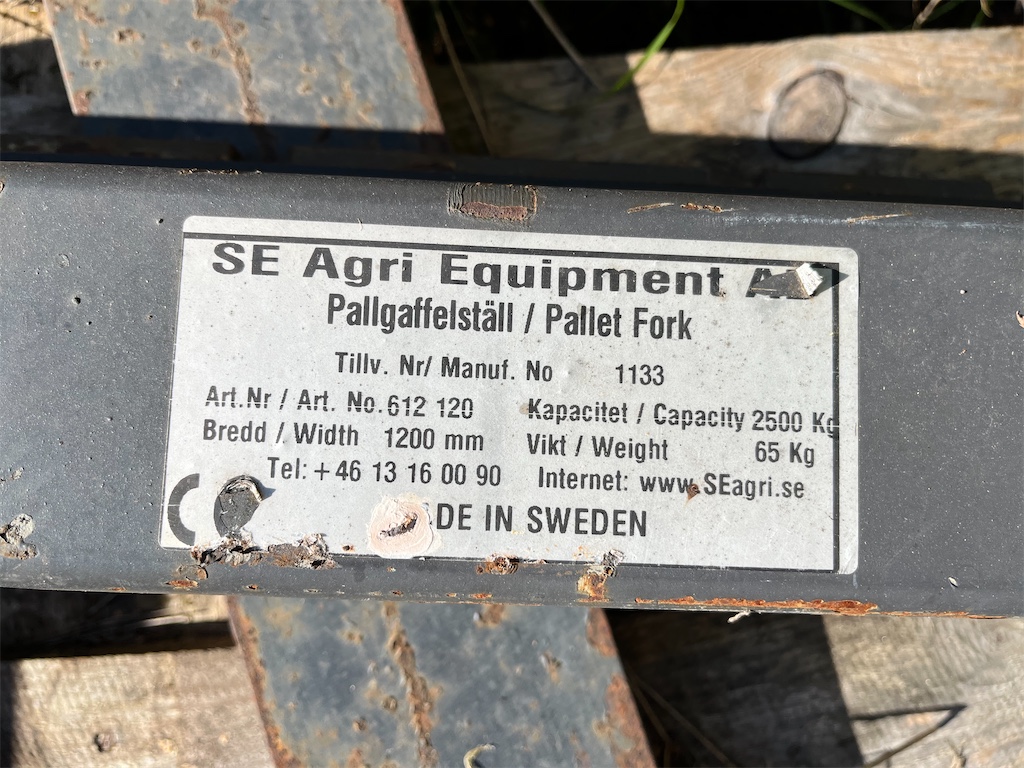 SE Agri Equipment
Pallgaffelställ / Pallet Fork
Tillv. Nr/ Manuf. No 1133
Art.Nr / Art. No. 612 120 Kapacitet / Capacity 2500 Kg
Bredd / Width 1200 mm Vikt / Weight 65 Kg
Tel: +46 13 16 00 90 Internet: www.SEagri.se
DE IN SWEDEN